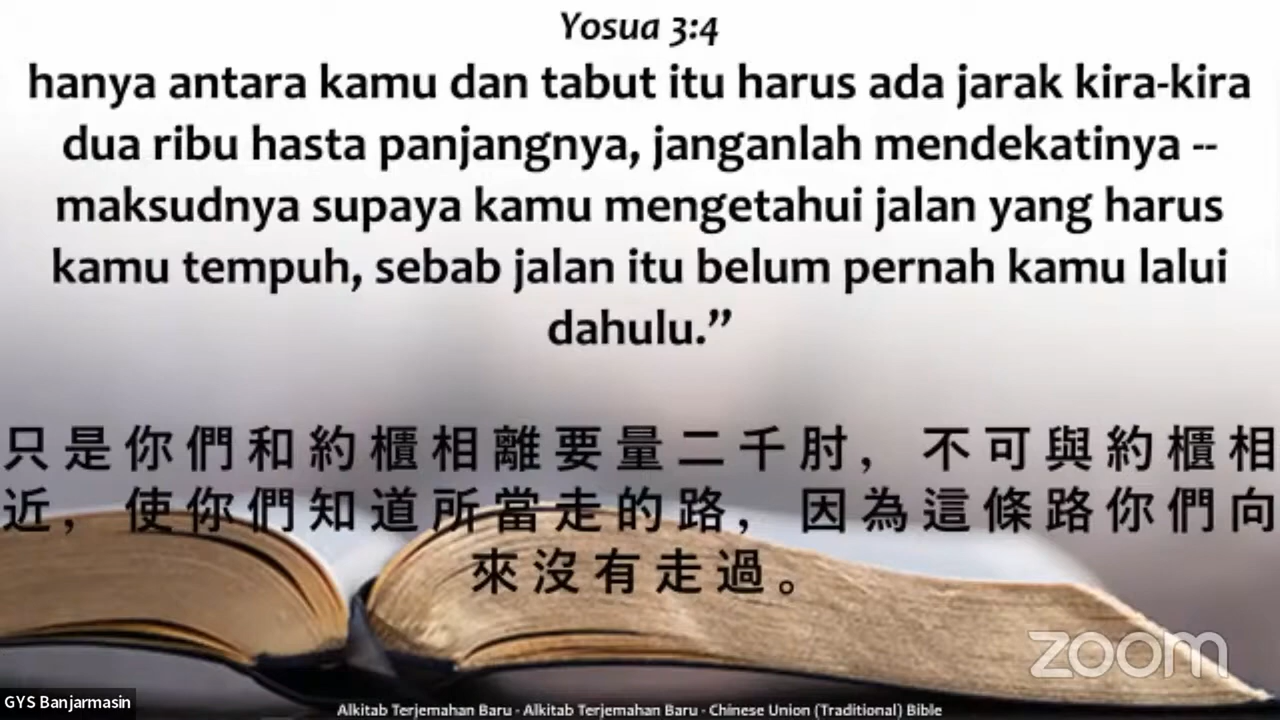 Yosua 3:4
hanya antara kamu dan tabut itu harus ada jarak kira-kira
dua ribu hasta panjangnya, janganlah mendekatinya --
maksudnya supaya kamu mengetahui jalan yang harus
kamu tempuh, sebab jalan itu belum pernah kamu lalui
dahulu.”
只是你們和約櫃相離要量二千肘，不可與約櫃相
近，使你們知道所當走的路，因為這條路你們向
來沒有走過。
zoom
GYS Banjarmasin
Alkitab Terjemahan Baru - Alkitab Terjemahan Baru - Chinese Union (Traditional) Bible